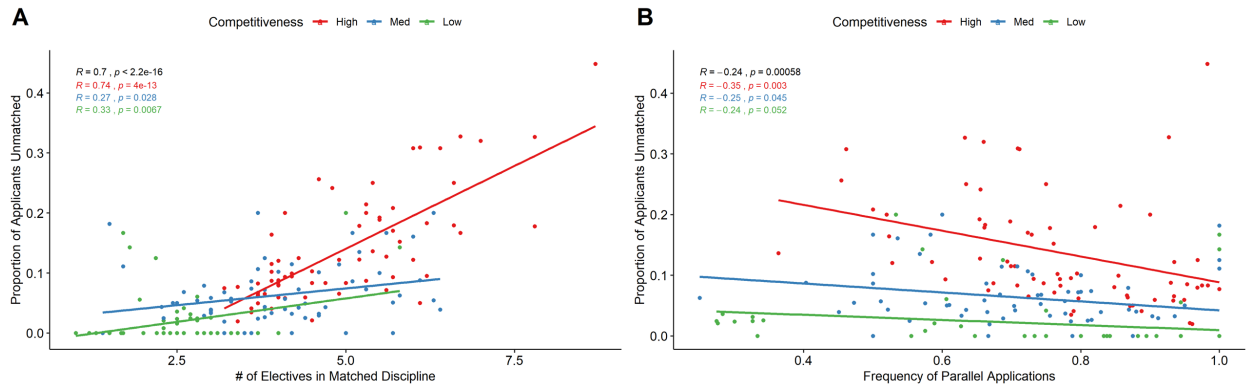 A
Competitiveness High Med Low
R = 0.7 , p < 2.2e-16
R = 0.74 , p = 4e-13
R = 0.27 , p = 0.028
R = 0.33 , p = 0.0067
Proportion of Applicants Unmatched
0.4
0.3
0.2
0.1
0.0
2.5 5.0 7.5
# of Electives in Matched Discipline
B
Competitiveness High Med Low
R = −0.24 , p = 0.00058
R = −0.35 , p = 0.003
R = −0.25 , p = 0.045
R = −0.24 , p = 0.052
Proportion of Applicants Unmatched
0.4
0.3
0.2
0.1
0.0
0.4 0.6 0.8 1.0
Frequency of Parallel Applications